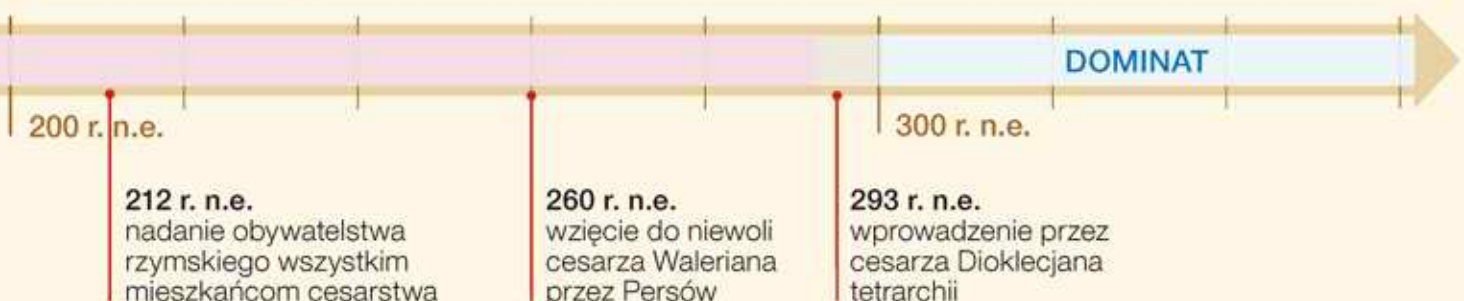 DOMINAT
200 r. n.e.
300 r. n.e.
212 r. n.e.
nadanie obywatelstwa
rzymskiego wszystkim
mieszkańcom cesarstwa
260 r. n.e.
wzięcie do niewoli
cesarza Waleriana
przez Persów
293 r. n.e.
wprowadzenie przez
cesarza Dioklecjana
tetrarchii